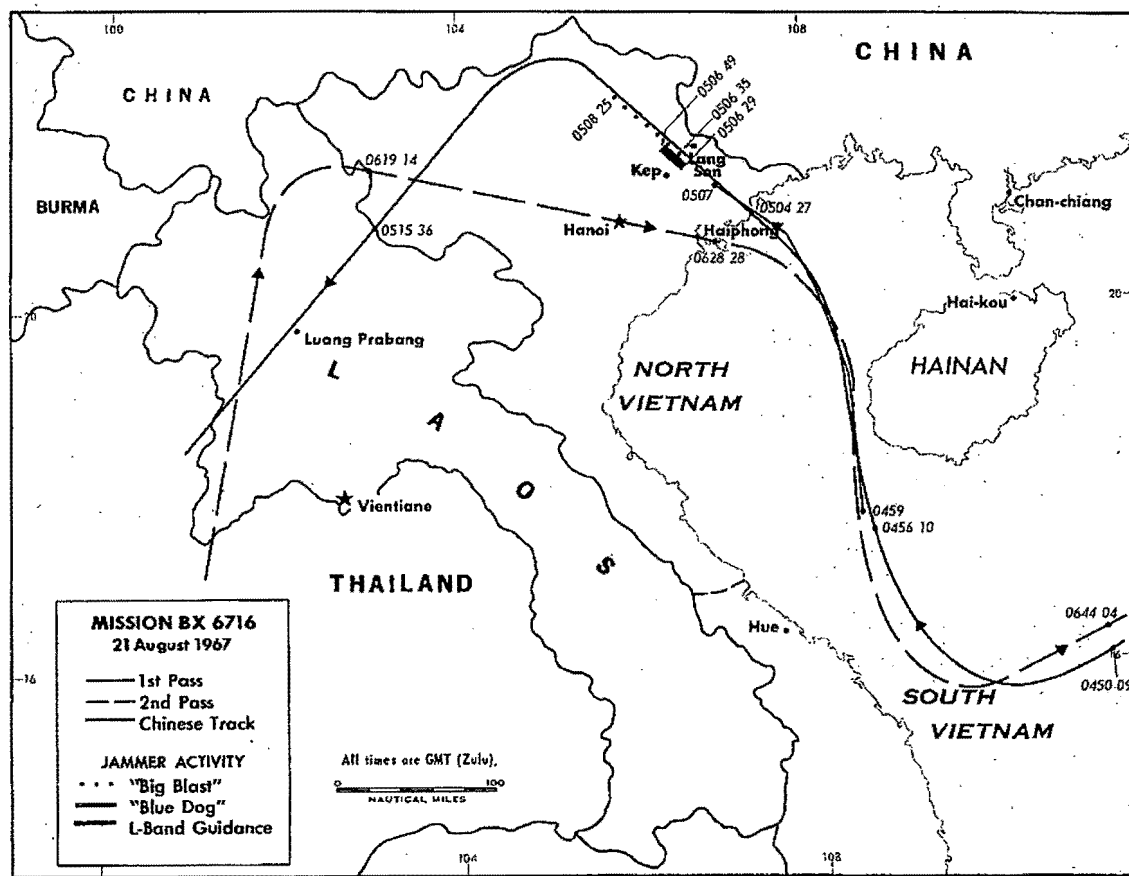 100
104
108
CHINA
CHINA
0506 49
0506 35
0506 29
0508 25
0619 14
Lang
Son
Kep
BURMA
0507
Chan-chiang
0504 27
Hanoi
Haiphong
0515 36
0628 28
20
Hai-kou
20
Luang Prabang
L
NORTH
VIETNAM
HAINAN
A
O
S
Vientiane
0459
0456 10
THAILAND
MISSION BX 6716
21 August 1967
1st Pass
2nd Pass
Chinese Track
JAMMER ACTIVITY
"Big Blast"
"Blue Dog"
L-Band Guidance
Hue
0644 04
16
16
0450 09
SOUTH
VIETNAM
All times are GMT (Zulu).
0
100
NAUTICAL MILES
104
108